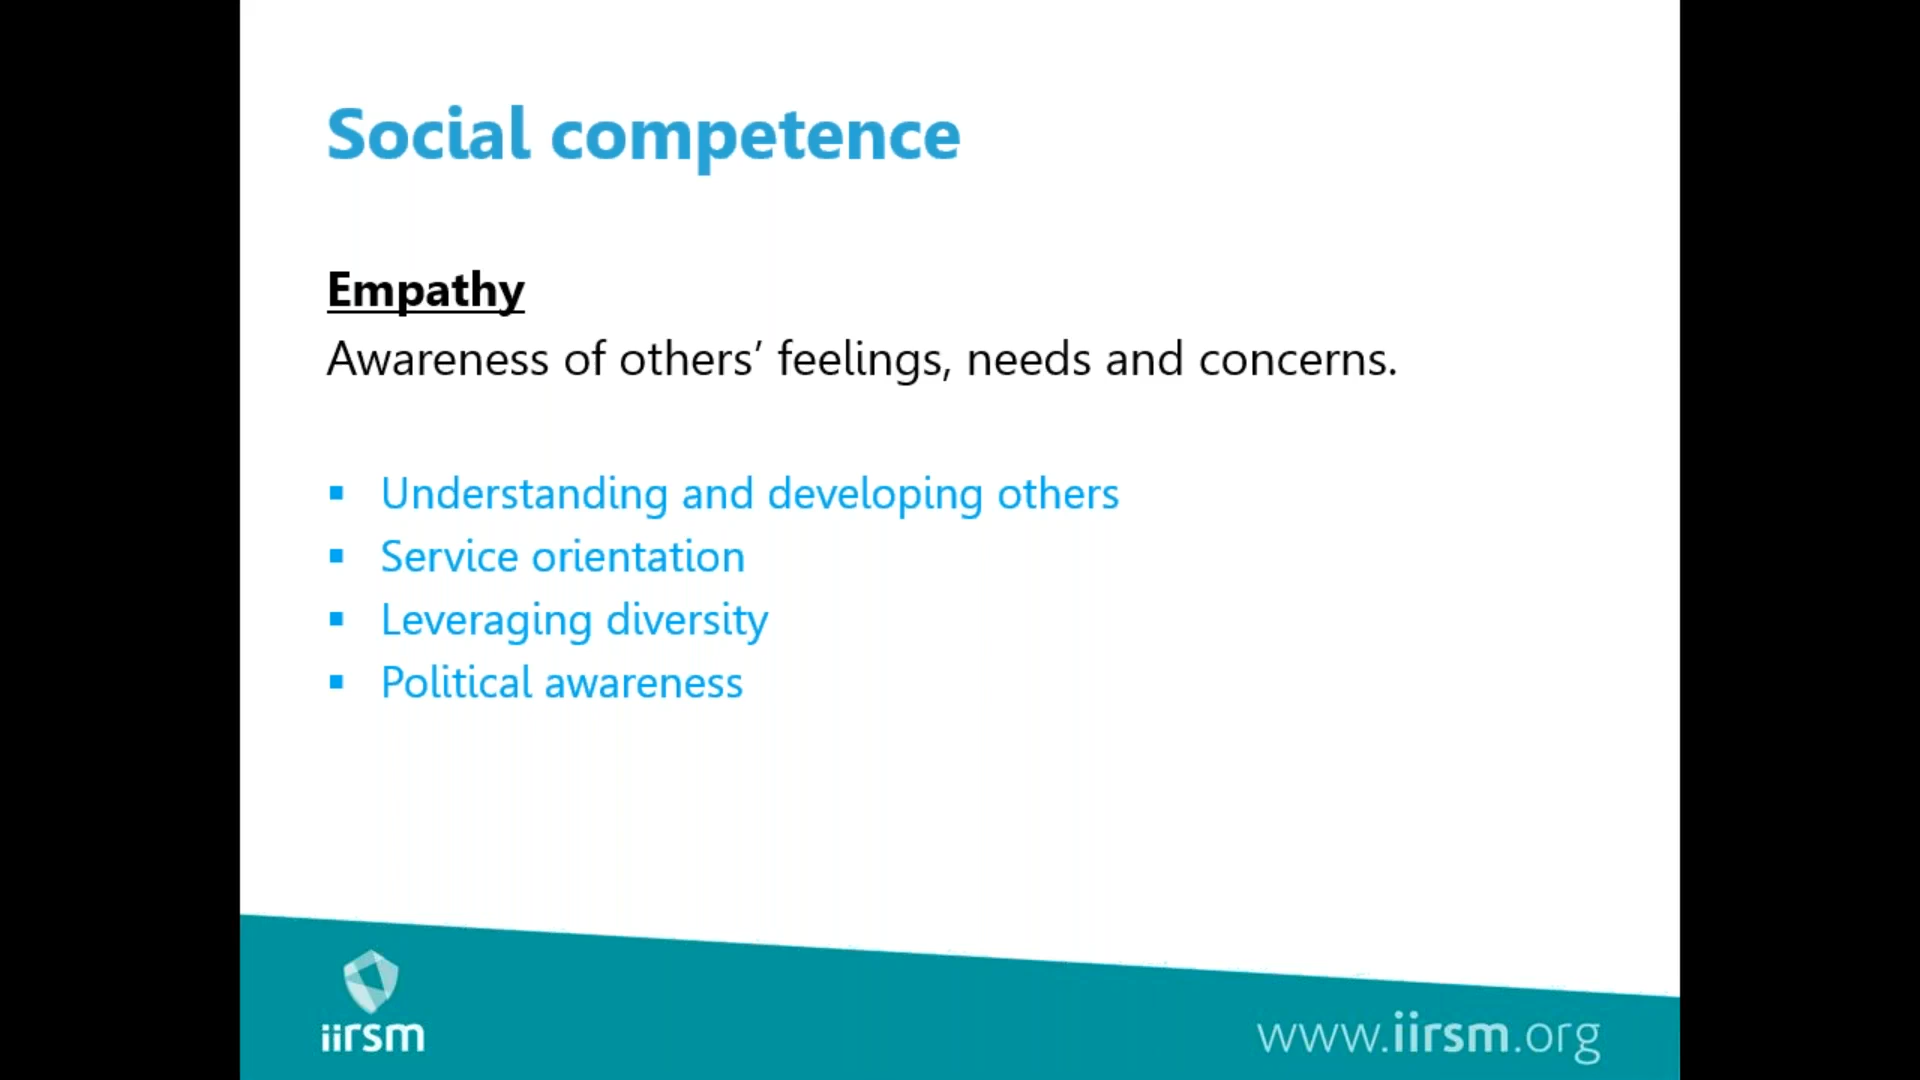 Social competence
Empathy
Awareness of others’ feelings, needs and concerns.
▪ Understanding and developing others
▪ Service orientation
▪ Leveraging diversity
▪ Political awareness
iirsm
www.iirsm.org